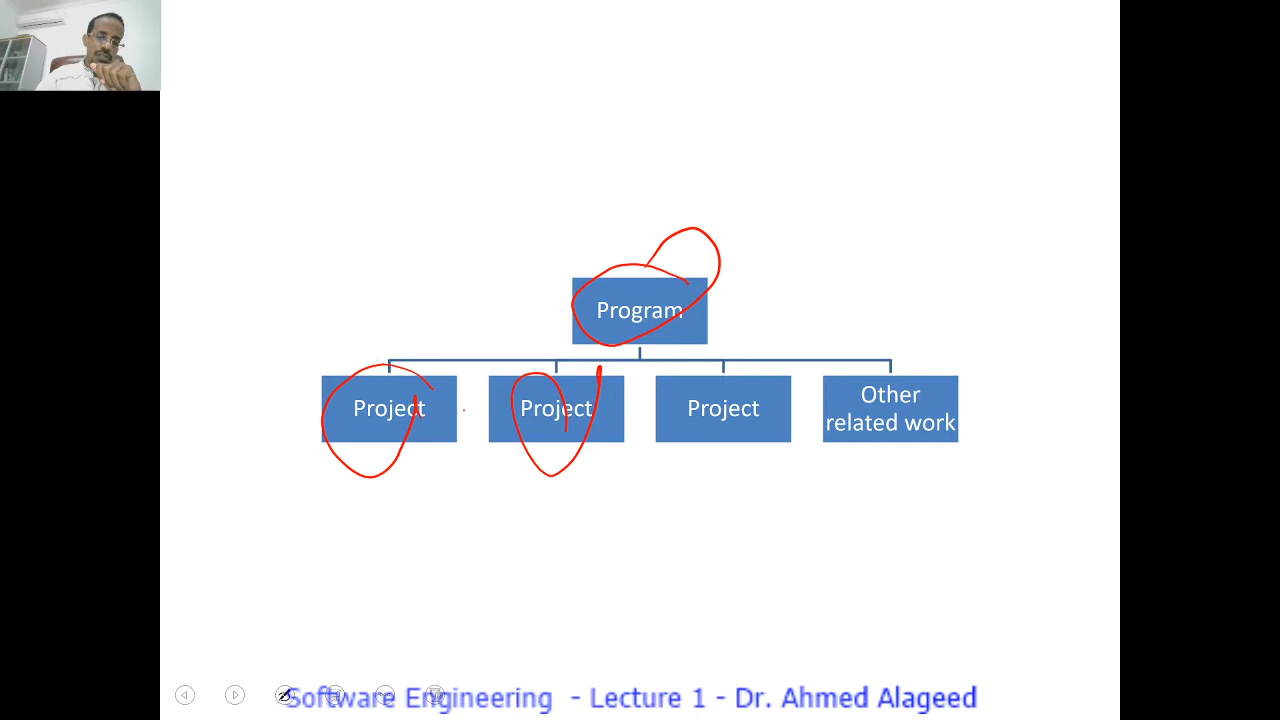 Program
Project
Project
Project
Other
related work
Software Engineering - Lecture 1 - Dr. Ahmed Alageed